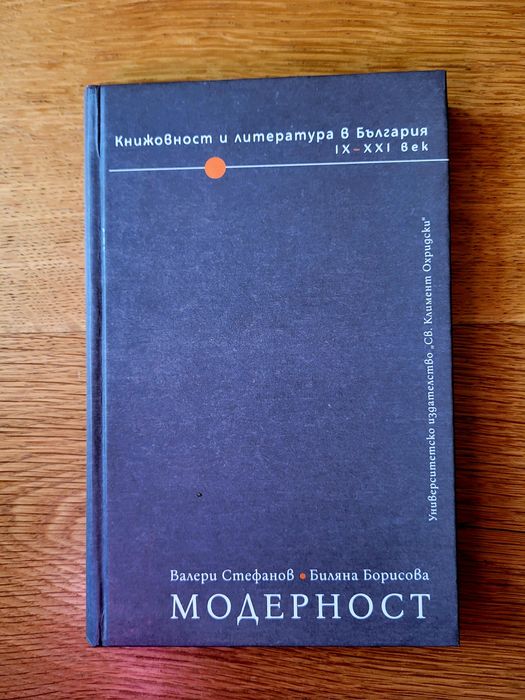 Книжовност и литература в България
IX–XXI век
Университетско издателство „Св. Климент Охридски“
Валери Стефанов • Биляна Борисова
МОДЕРНОСТ